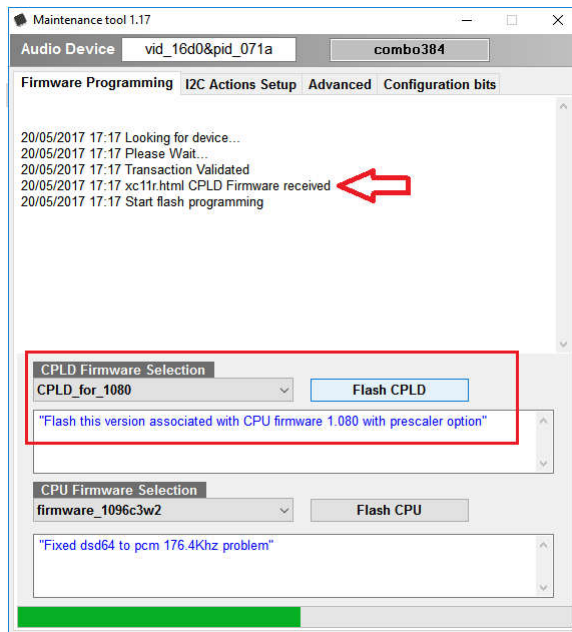 Maintenance tool 1.17
Audio Device vid_16d0&pid_071a combo384
Firmware Programming I2C Actions Setup Advanced Configuration bits
20/05/2017 17:17 Looking for device...
20/05/2017 17:17 Please Wait...
20/05/2017 17:17 Transaction Validated
20/05/2017 17:17 xc11r.html CPLD Firmware received
20/05/2017 17:17 Start flash programming
CPLD Firmware Selection
CPLD_for_1080 Flash CPLD
"Flash this version associated with CPU firmware 1.080 with prescaler option"
CPU Firmware Selection
firmware_1096c3w2 Flash CPU
"Fixed dsd64 to pcm 176.4Khz problem"